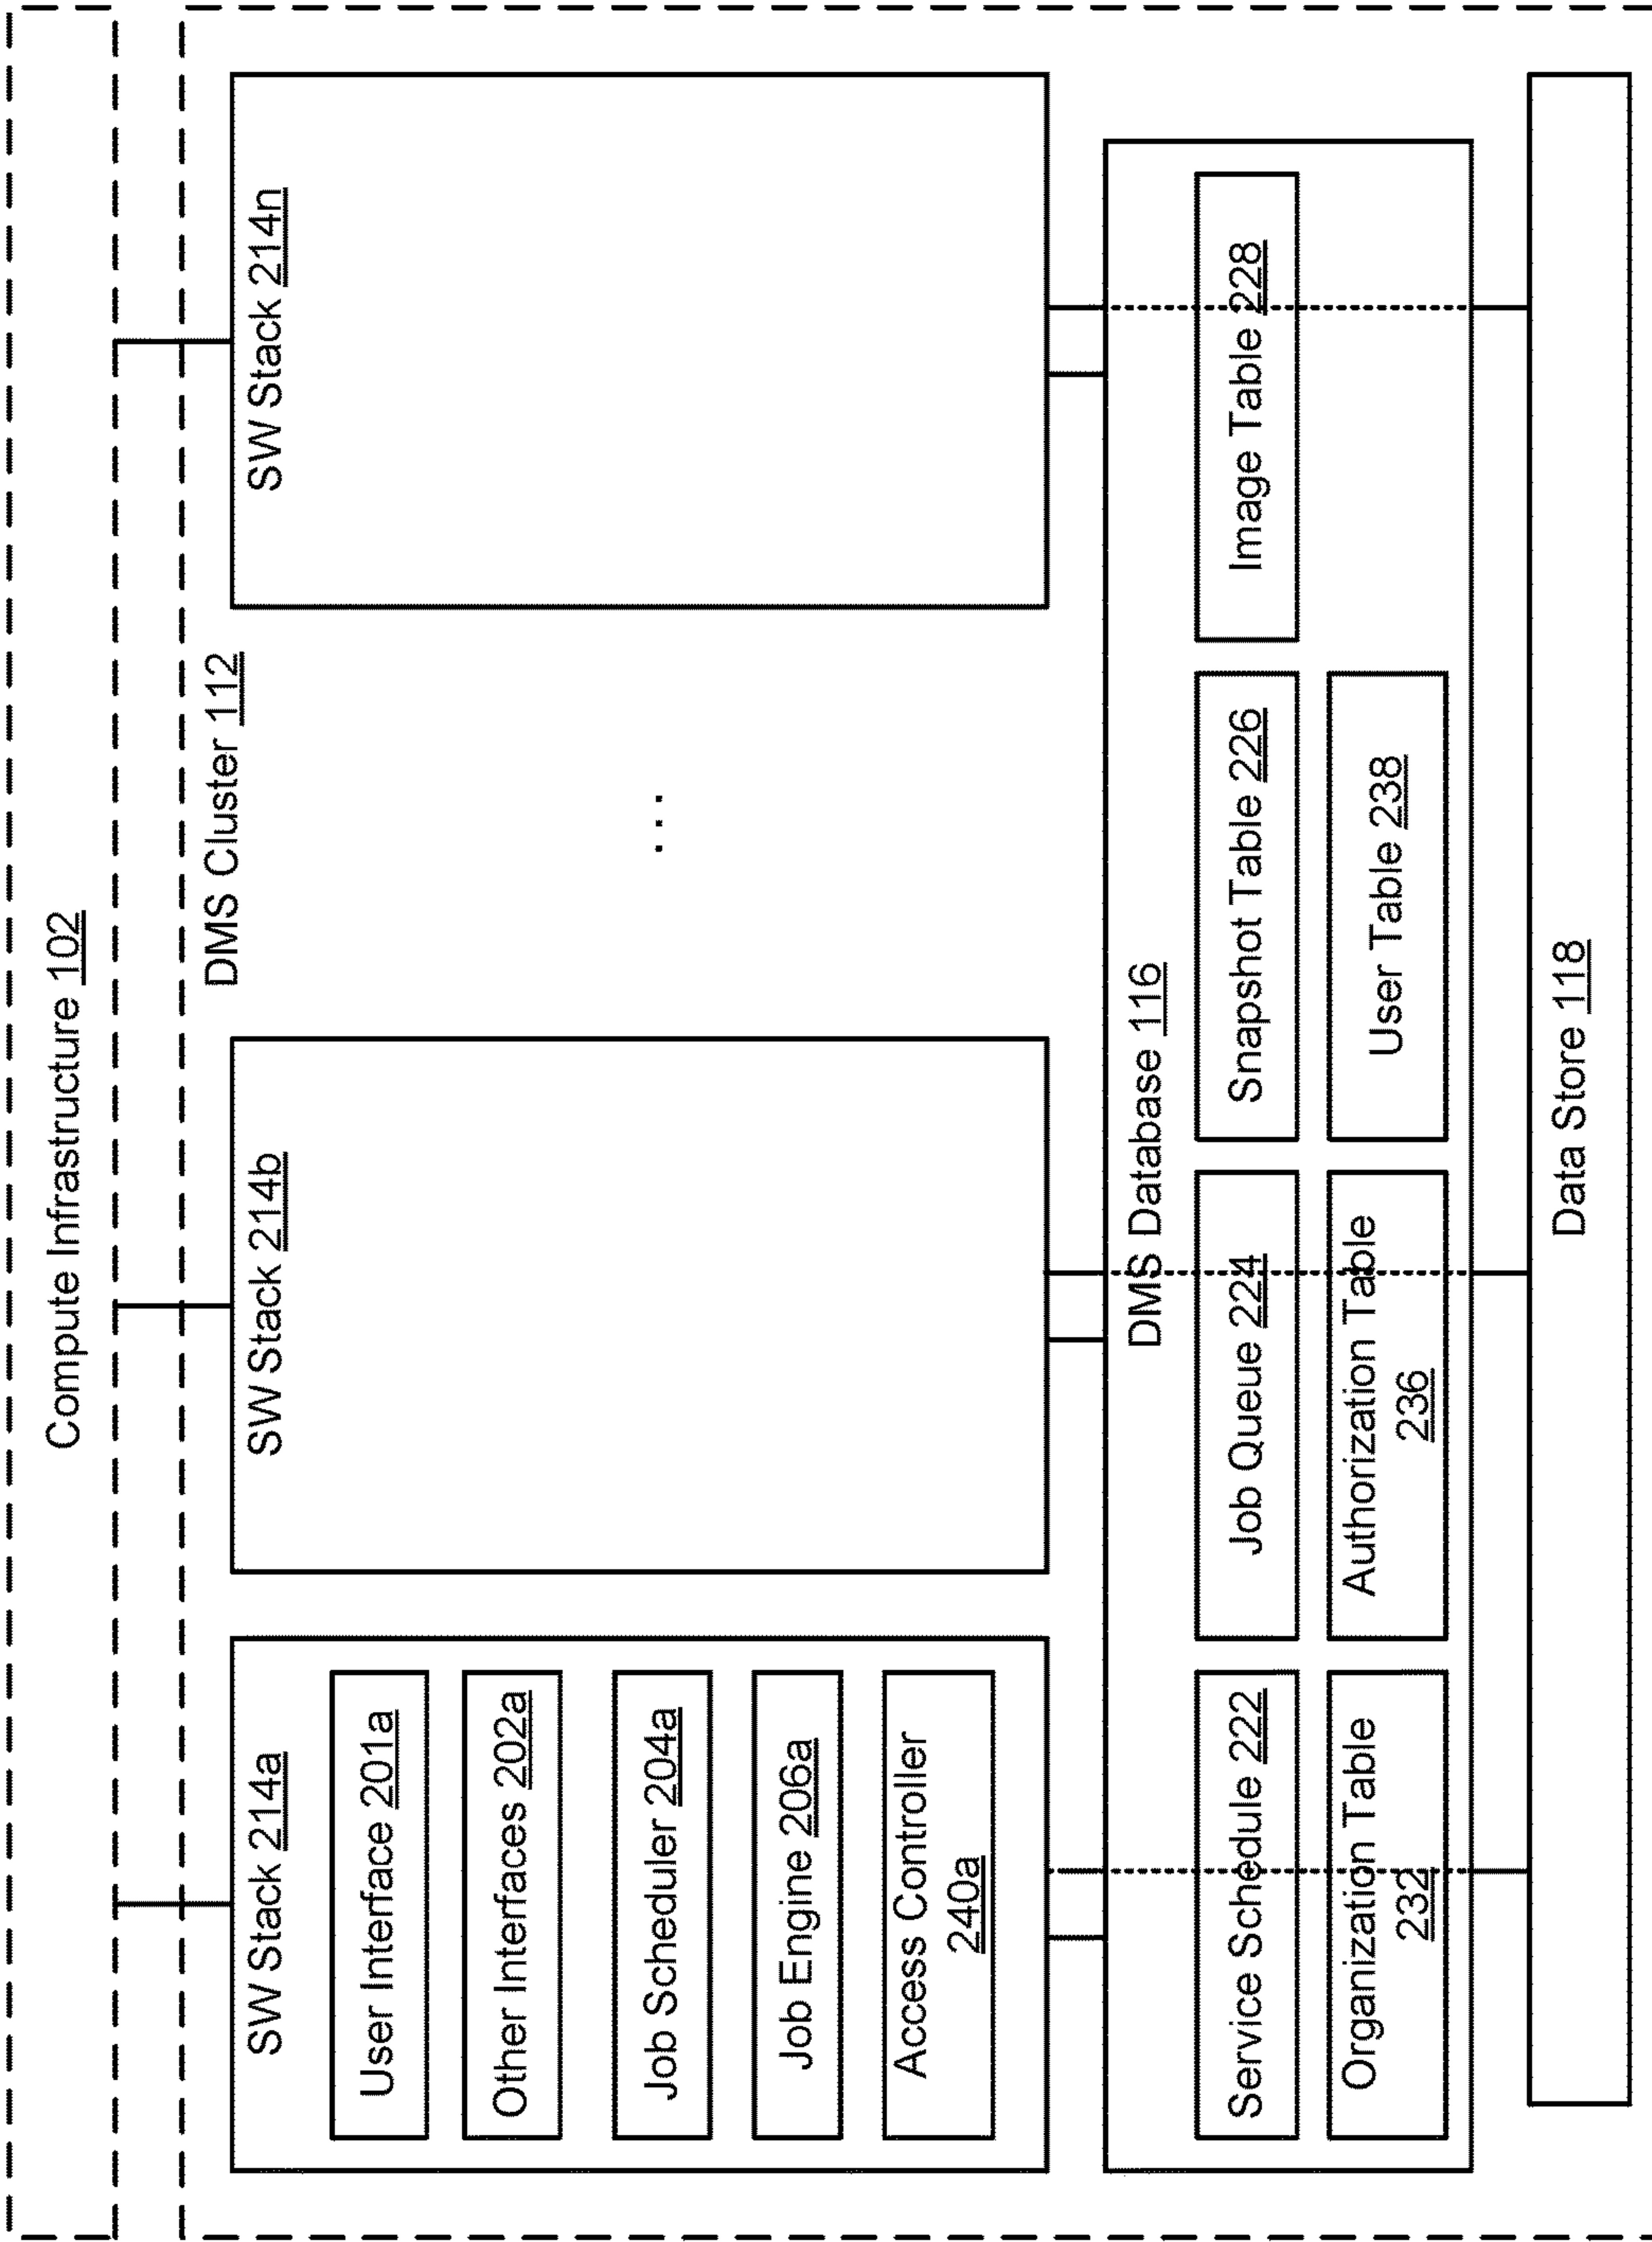 Compute Infrastructure 102
DMS Cluster 112
SW Stack 214a
User Interface 201a
Other Interfaces 202a
Job Scheduler 204a
Job Engine 206a
Access Controller
240a
SW Stack 214b
...
SW Stack 214n
DMS Database 116
Service Schedule 222
Job Queue 224
Snapshot Table 226
Image Table 228
Organization Table
232
Authorization Table
236
User Table 238
Data Store 118